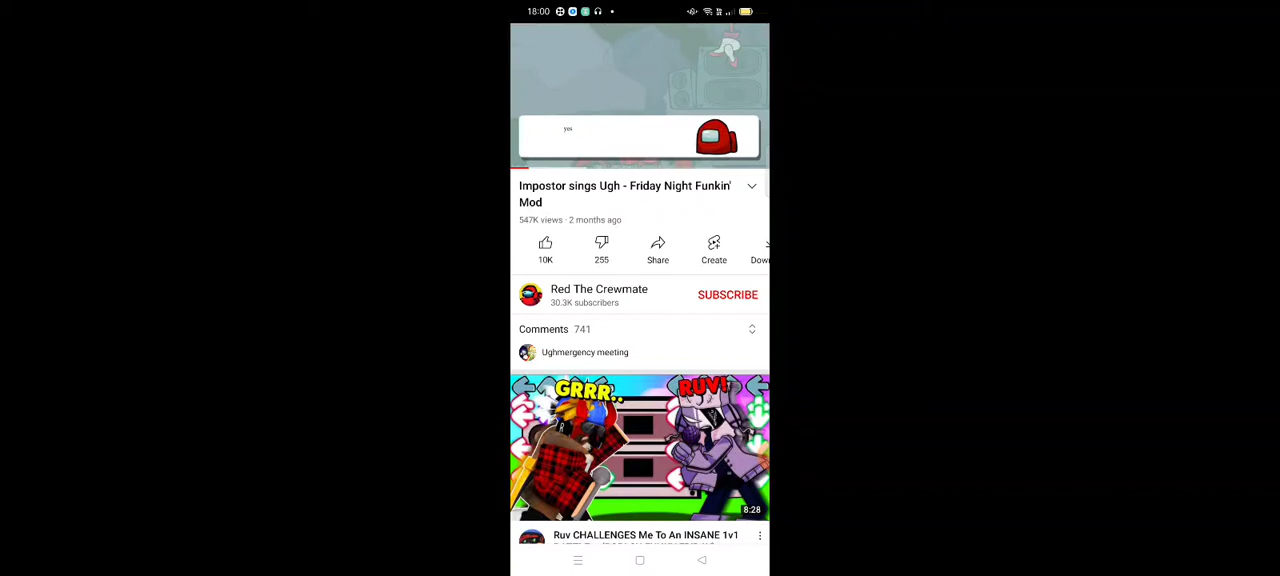 18:00
yes
Impostor sings Ugh - Friday Night Funkin'
Mod
547K views · 2 months ago
10K
255
Share
Create
Dow
Red The Crewmate
30.3K subscribers
SUBSCRIBE
Comments 741
Ughmergency meeting
GRRR..
RUV!
8:28
Ruv CHALLENGES Me To An INSANE 1v1